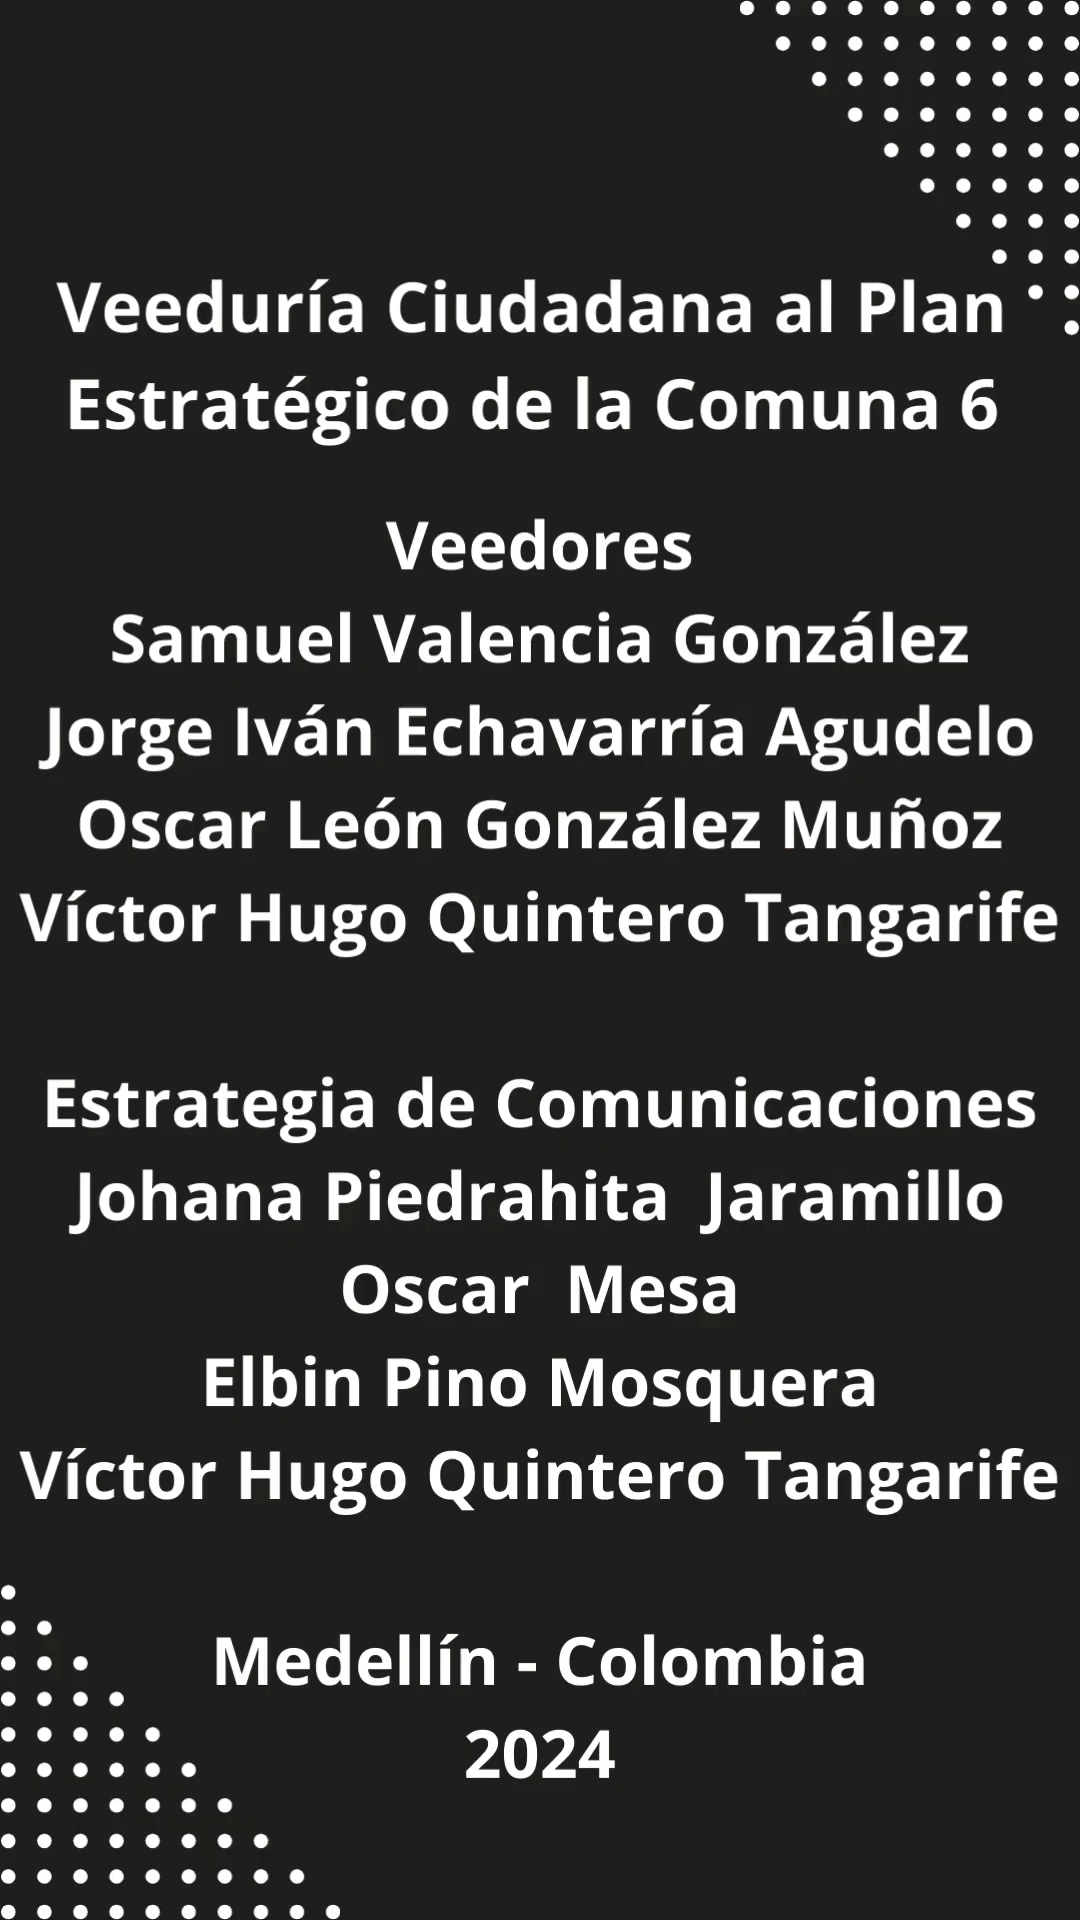 Veeduría Ciudadana al Plan
Estratégico de la Comuna 6
Veedores
Samuel Valencia González
Jorge Iván Echavarría Agudelo
Oscar León González Muñoz
Víctor Hugo Quintero Tangarife
Estrategia de Comunicaciones
Johana Piedrahita  Jaramillo
Oscar  Mesa
Elbin Pino Mosquera
Víctor Hugo Quintero Tangarife
Medellín - Colombia
2024